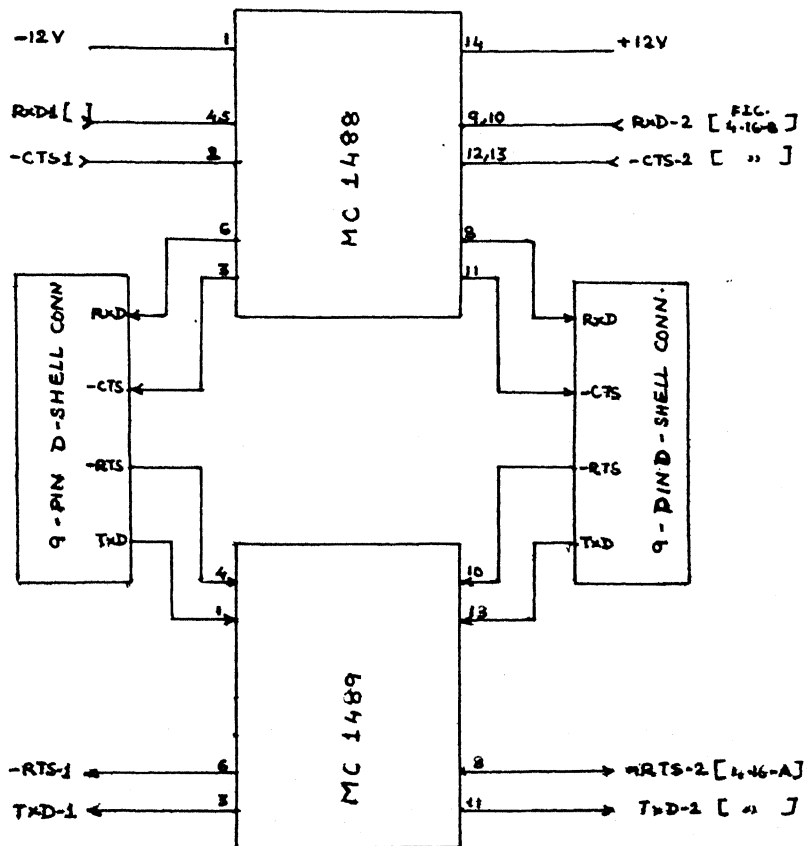 -12V 1 14 +12V
RxD1 [ ] 4,5 9,10 RxD-2 [ FIG. 4-16-B ]
-CTS1 2 12,13 -CTS-2 [ " ]
MC 1488
6 8
3 11
9-PIN D-SHELL CONN
RxD
-CTS
-RTS
TxD
9-PIN D-SHELL CONN.
RxD
-CTS
-RTS
TxD
4 10
1 13
MC 1489
-RTS-1 6 8 -RTS-2 [ 4-16-A ]
TxD-1 3 11 TxD-2 [ " ]